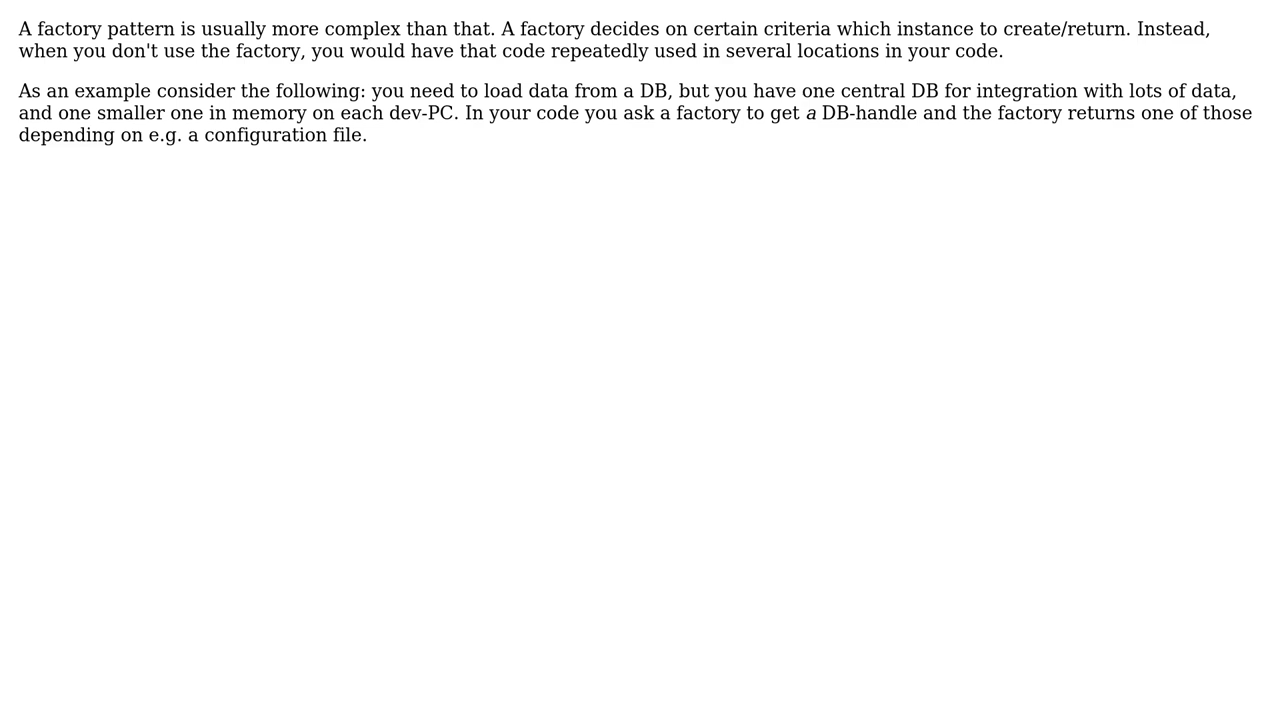 A factory pattern is usually more complex than that. A factory decides on certain criteria which instance to create/return. Instead,
when you don't use the factory, you would have that code repeatedly used in several locations in your code.
As an example consider the following: you need to load data from a DB, but you have one central DB for integration with lots of data,
and one smaller one in memory on each dev-PC. In your code you ask a factory to get a DB-handle and the factory returns one of those
depending on e.g. a configuration file.